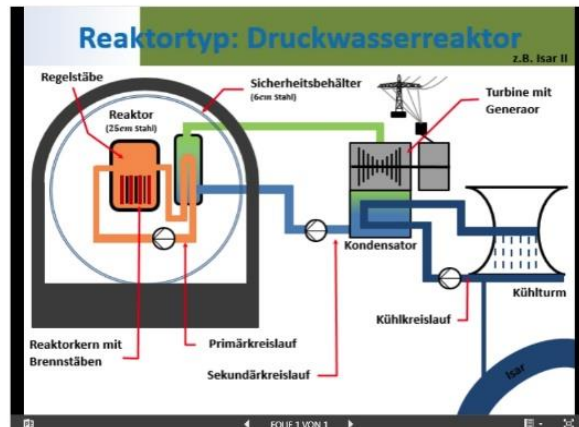 Reaktortyp: Druckwasserreaktor
z.B. Isar II
Regelstäbe
Reaktor
(25cm Stahl)
Sicherheitsbehälter
(6cm Stahl)
Turbine mit
Generaor
Kondensator
Kühlturm
Kühlkreislauf
Reaktorkern mit
Brennstäben
Primärkreislauf
Sekundärkreislauf
Isar
FOLIE 1 VON 1